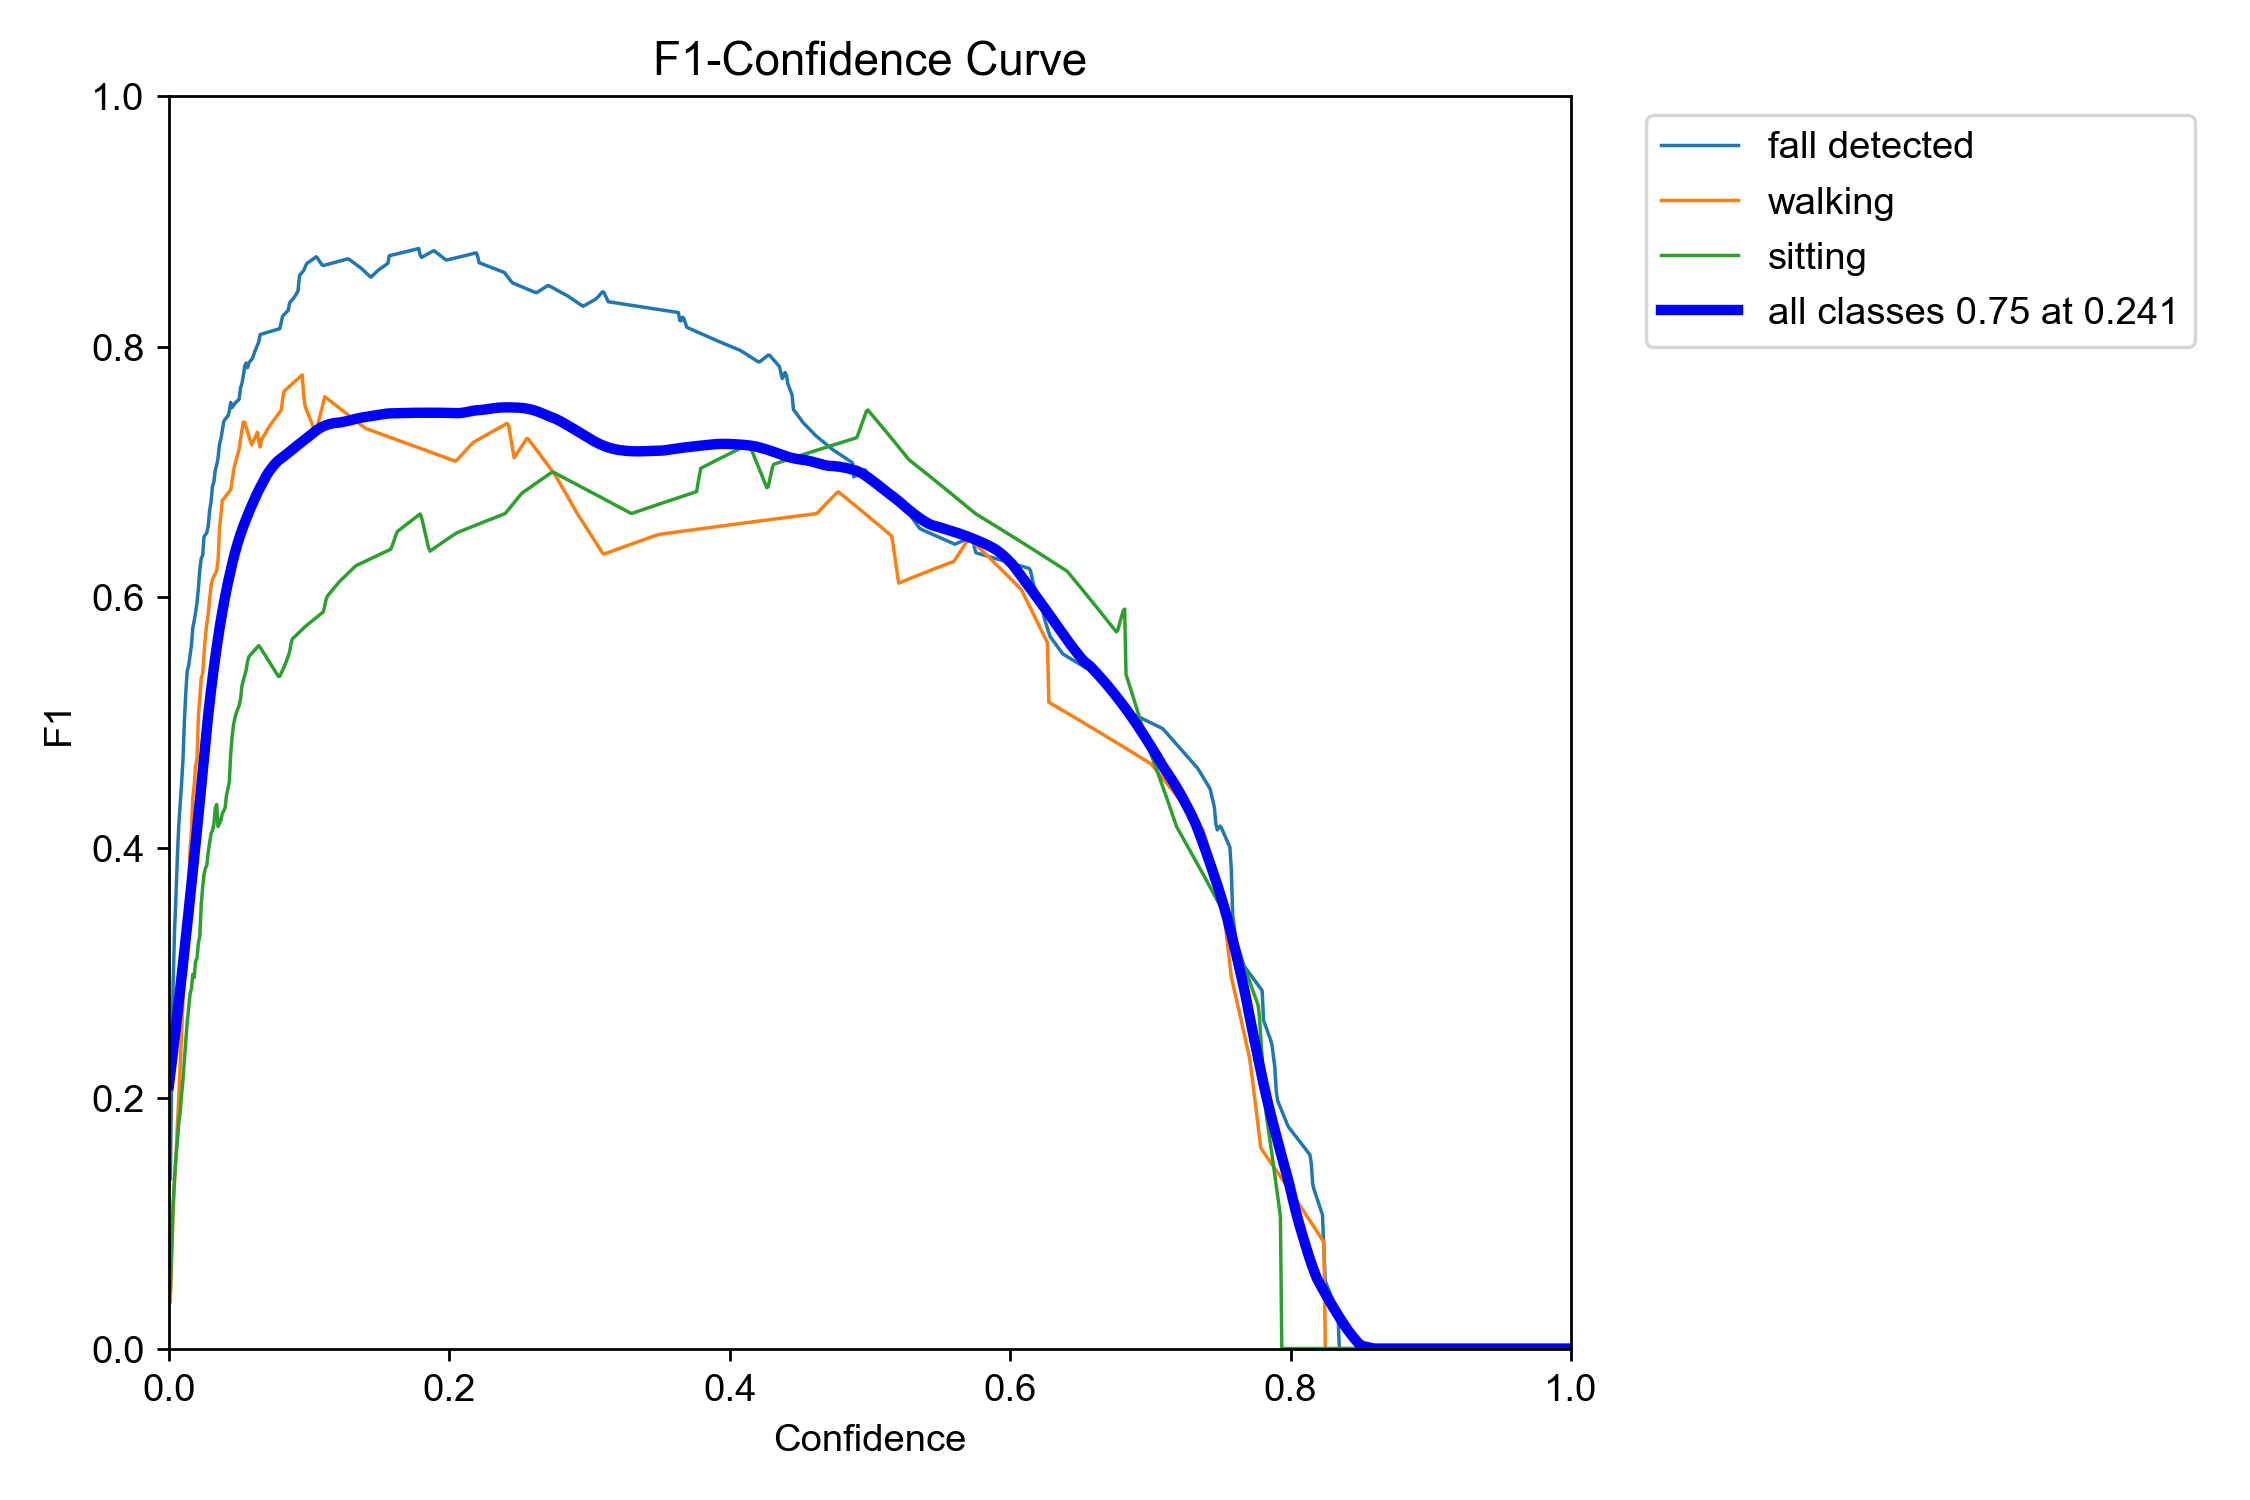 F1-Confidence Curve
1.0
0.8
0.6
0.4
0.2
0.0
F1
0.0 0.2 0.4 0.6 0.8 1.0
Confidence
fall detected
walking
sitting
all classes 0.75 at 0.241